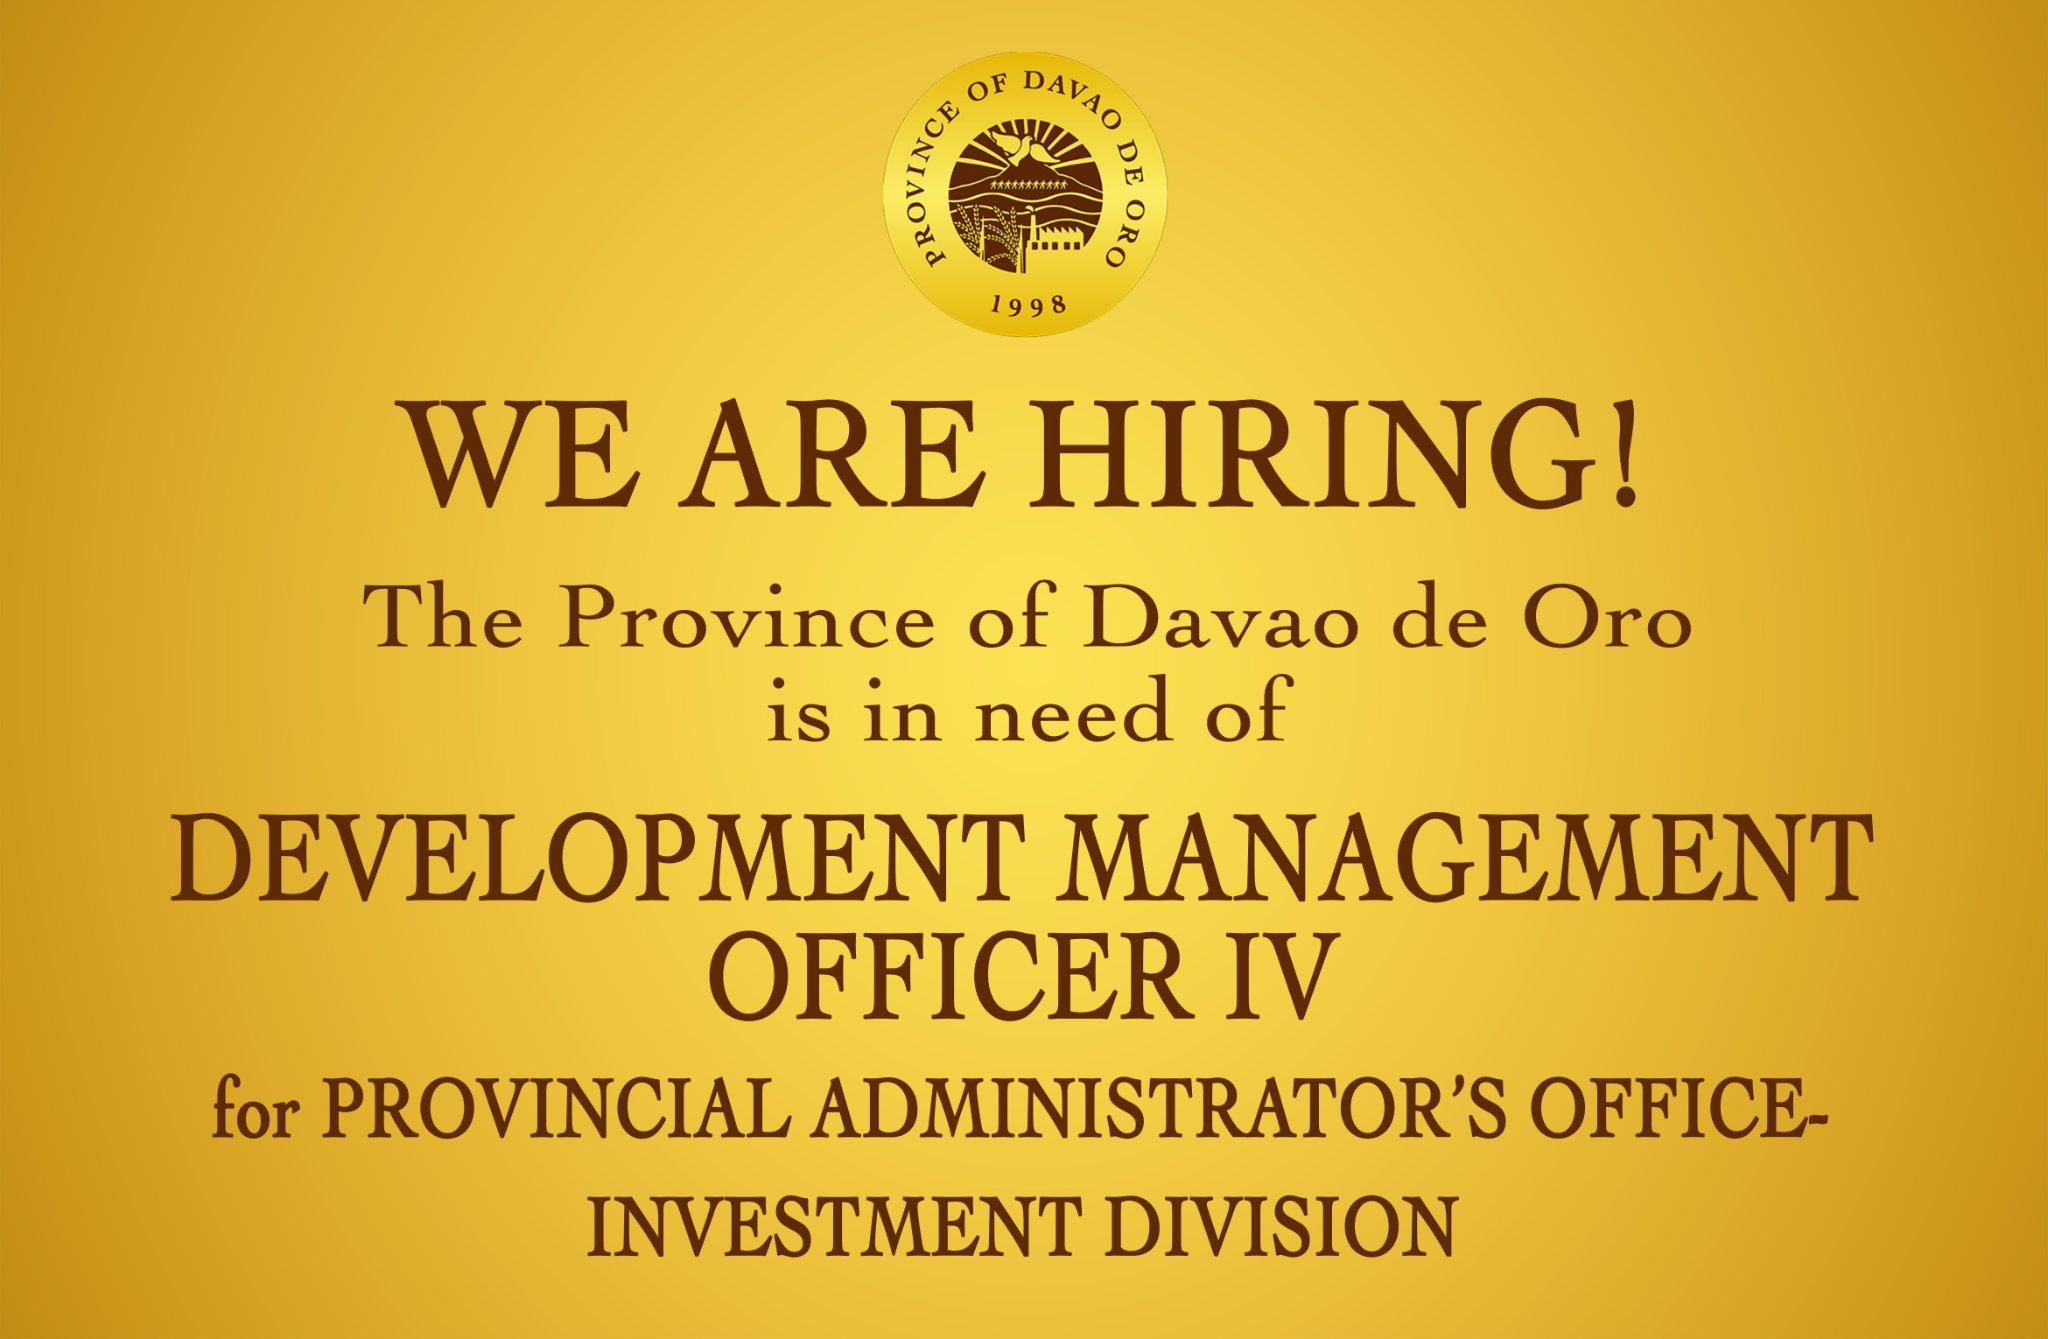 PROVINCE OF DAVAO DE ORO
1998
WE ARE HIRING!
The Province of Davao de Oro
is in need of
DEVELOPMENT MANAGEMENT
OFFICER IV
for PROVINCIAL ADMINISTRATOR’S OFFICE-
INVESTMENT DIVISION